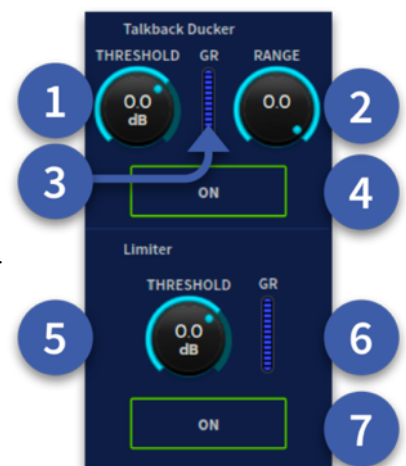 Talkback Ducker
THRESHOLD GR RANGE
1 0.0 dB 0.0 2
3
ON 4
Limiter
THRESHOLD GR
5 0.0 dB 6
ON 7